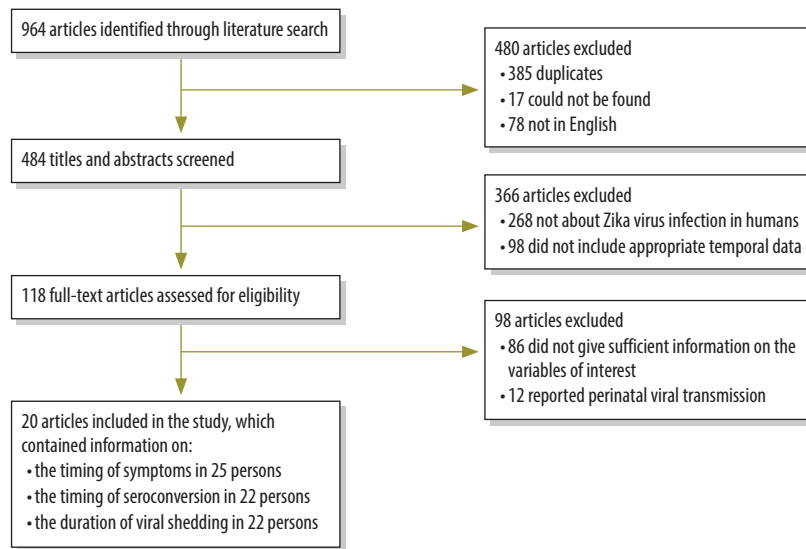 964 articles identified through literature search
480 articles excluded
• 385 duplicates
• 17 could not be found
• 78 not in English
484 titles and abstracts screened
366 articles excluded
• 268 not about Zika virus infection in humans
• 98 did not include appropriate temporal data
118 full-text articles assessed for eligibility
98 articles excluded
• 86 did not give sufficient information on the
variables of interest
• 12 reported perinatal viral transmission
20 articles included in the study, which
contained information on:
• the timing of symptoms in 25 persons
• the timing of seroconversion in 22 persons
• the duration of viral shedding in 22 persons